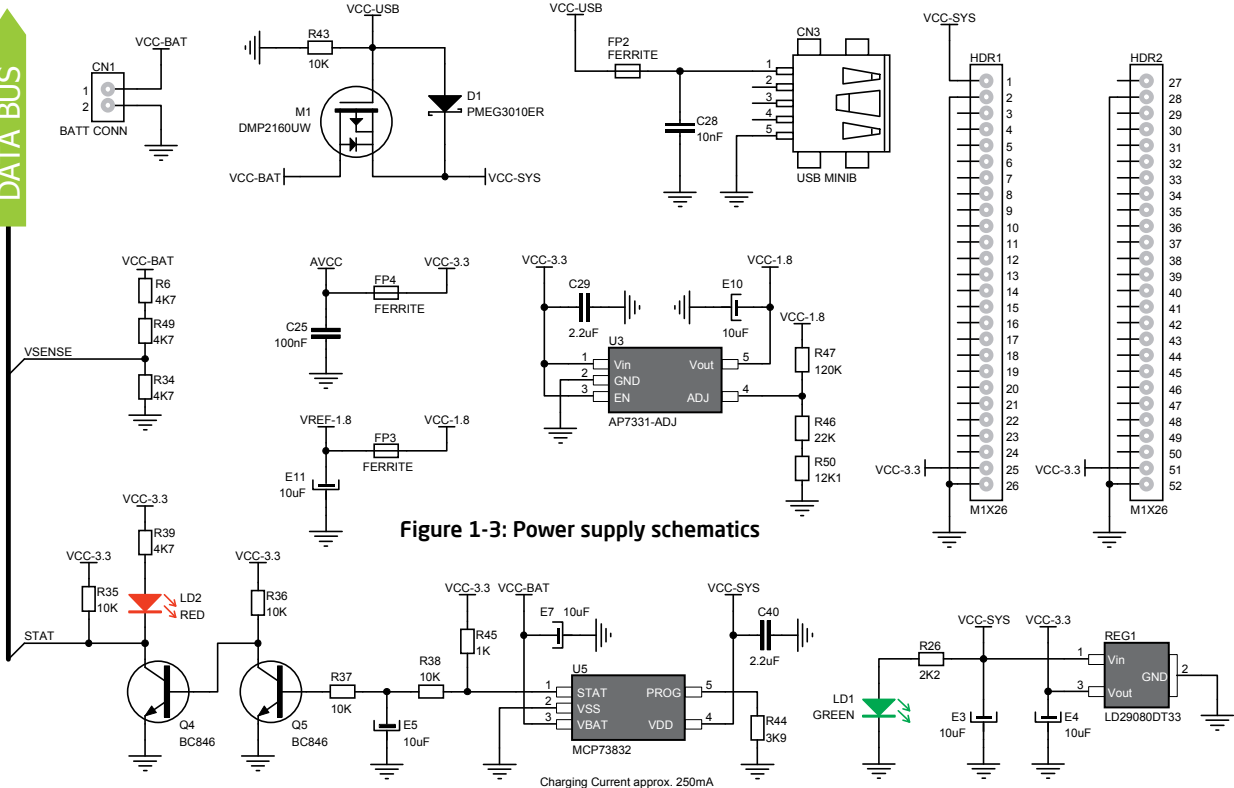 DATA BUS
VCC-BAT
CN1
1
2
BATT CONN
VCC-USB
R43
10K
M1
DMP2160UW
D1
PMEG3010ER
VCC-BAT
VCC-SYS
VCC-USB
FP2
FERRITE
C28
10nF
CN3
1
2
3
4
5
USB MINIB
VCC-SYS
HDR1
1
2
3
4
5
6
7
8
9
10
11
12
13
14
15
16
17
18
19
20
21
22
23
24
25
26
VCC-3.3
M1X26
HDR2
27
28
29
30
31
32
33
34
35
36
37
38
39
40
41
42
43
44
45
46
47
48
49
50
51
52
VCC-3.3
M1X26
VCC-BAT
R6
4K7
R49
4K7
VSENSE
R34
4K7
AVCC
VCC-3.3
FP4
FERRITE
C25
100nF
VREF-1.8
VCC-1.8
FP3
FERRITE
E11
10uF
VCC-3.3
C29
2.2uF
E10
10uF
VCC-1.8
VCC-1.8
U3
1
Vin
Vout
5
2
GND
3
EN
ADJ
4
AP7331-ADJ
R47
120K
R46
22K
R50
12K1
Figure 1-3: Power supply schematics
VCC-3.3
R39
4K7
VCC-3.3
R35
10K
LD2
RED
STAT
Q4
BC846
VCC-3.3
R36
10K
Q5
BC846
R37
10K
E5
10uF
R38
10K
VCC-3.3
R45
1K
VCC-BAT
E7
10uF
U5
1
STAT
PROG
5
2
VSS
3
VBAT
VDD
4
MCP73832
VCC-SYS
C40
2.2uF
R44
3K9
Charging Current approx. 250mA
LD1
GREEN
R26
2K2
VCC-SYS
VCC-3.3
E3
10uF
E4
10uF
REG1
1
Vin
GND
2
3
Vout
LD29080DT33